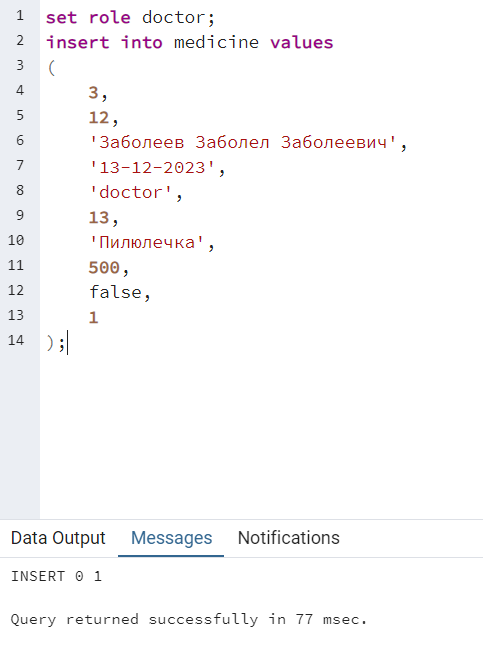 1 set role doctor;
2 insert into medicine values
3 (
4 3,
5 12,
6 'Заболеев Заболел Заболеевич',
7 '13-12-2023',
8 'doctor',
9 13,
10 'Пилюлечка',
11 500,
12 false,
13 1
14 );
Data Output Messages Notifications
INSERT 0 1
Query returned successfully in 77 msec.